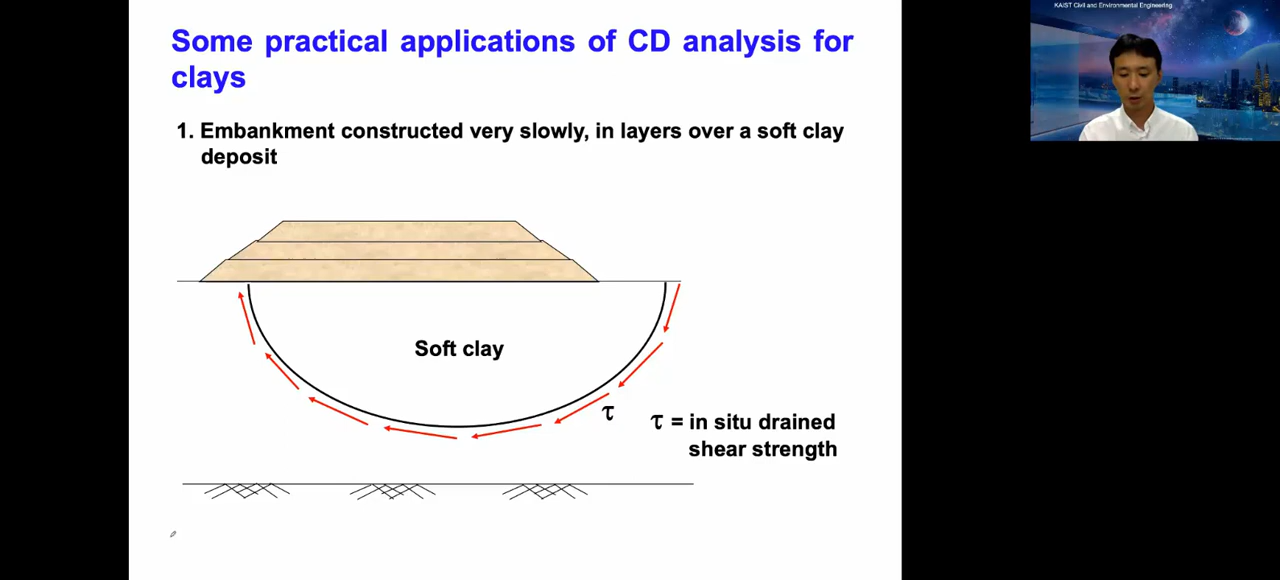 KAIST Civil and Environmental Engineering
Some practical applications of CD analysis for
clays
1. Embankment constructed very slowly, in layers over a soft clay
deposit
Soft clay
τ
τ = in situ drained
shear strength